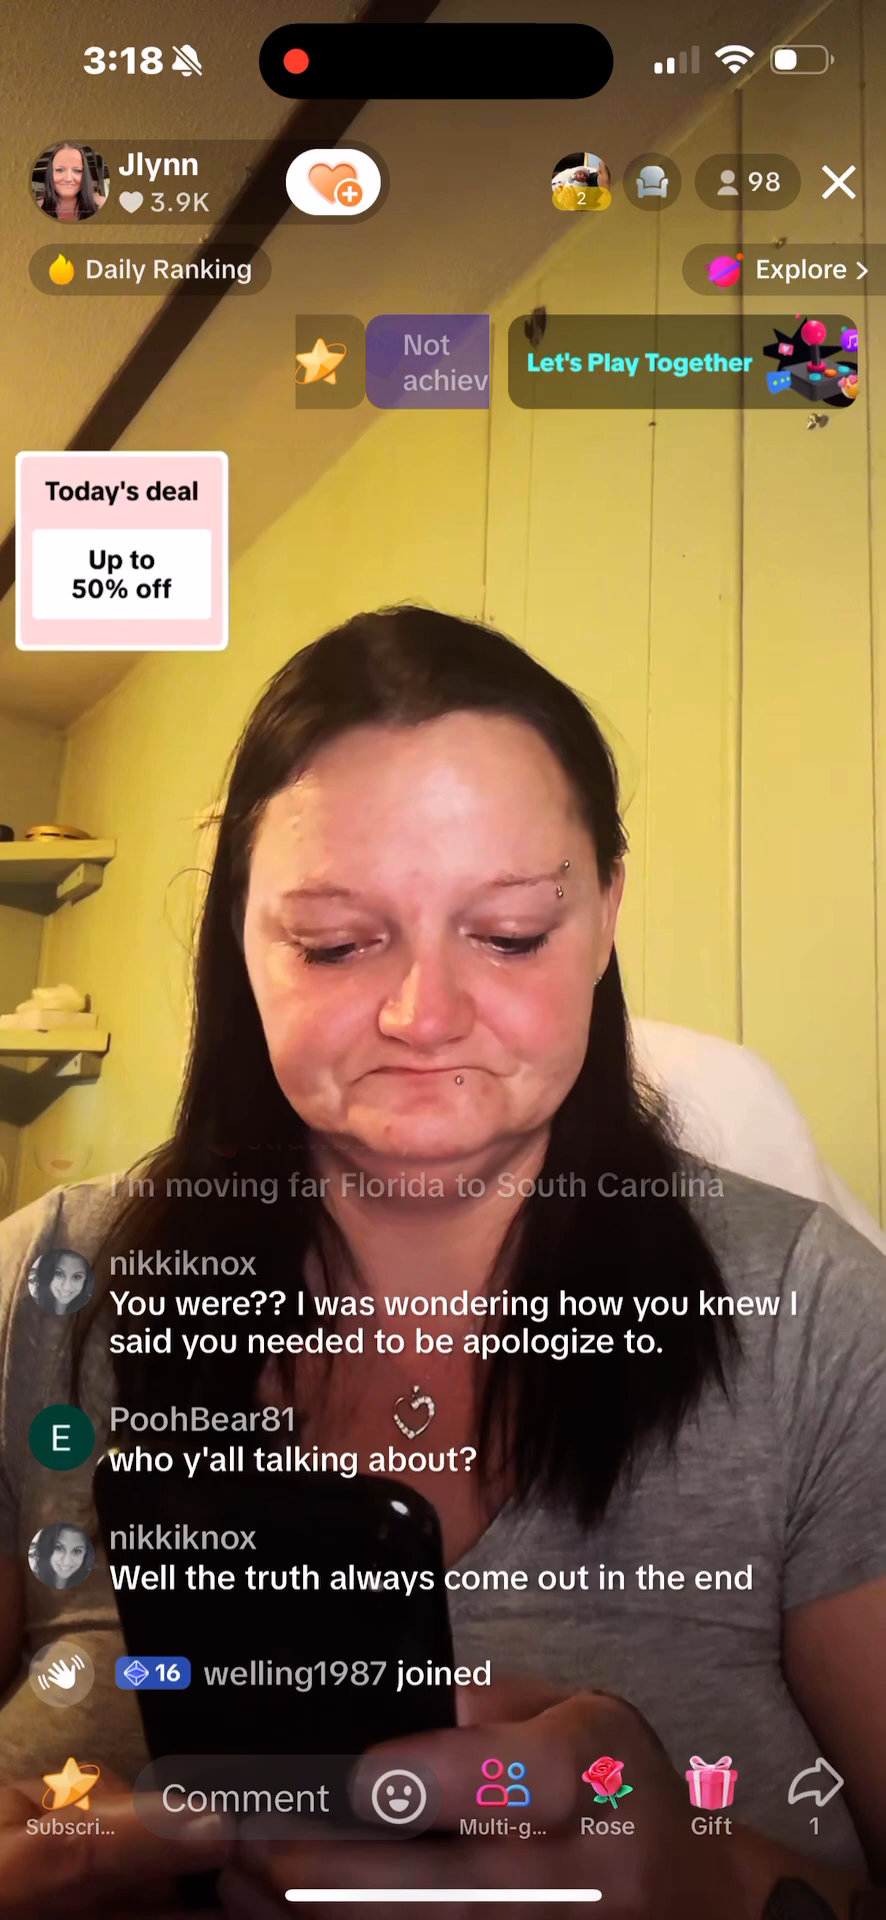 3:18
Jlynn
3.9K
2
98
Daily Ranking
Explore >
Not
achiev
Let's Play Together
Today's deal
Up to
50% off
I'm moving far Florida to South Carolina
nikkiknox
You were?? I was wondering how you knew I
said you needed to be apologize to.
E
PoohBear81
who y'all talking about?
nikkiknox
Well the truth always come out in the end
16 welling1987 joined
Comment
Subscri...
Multi-g...
Rose
Gift
1